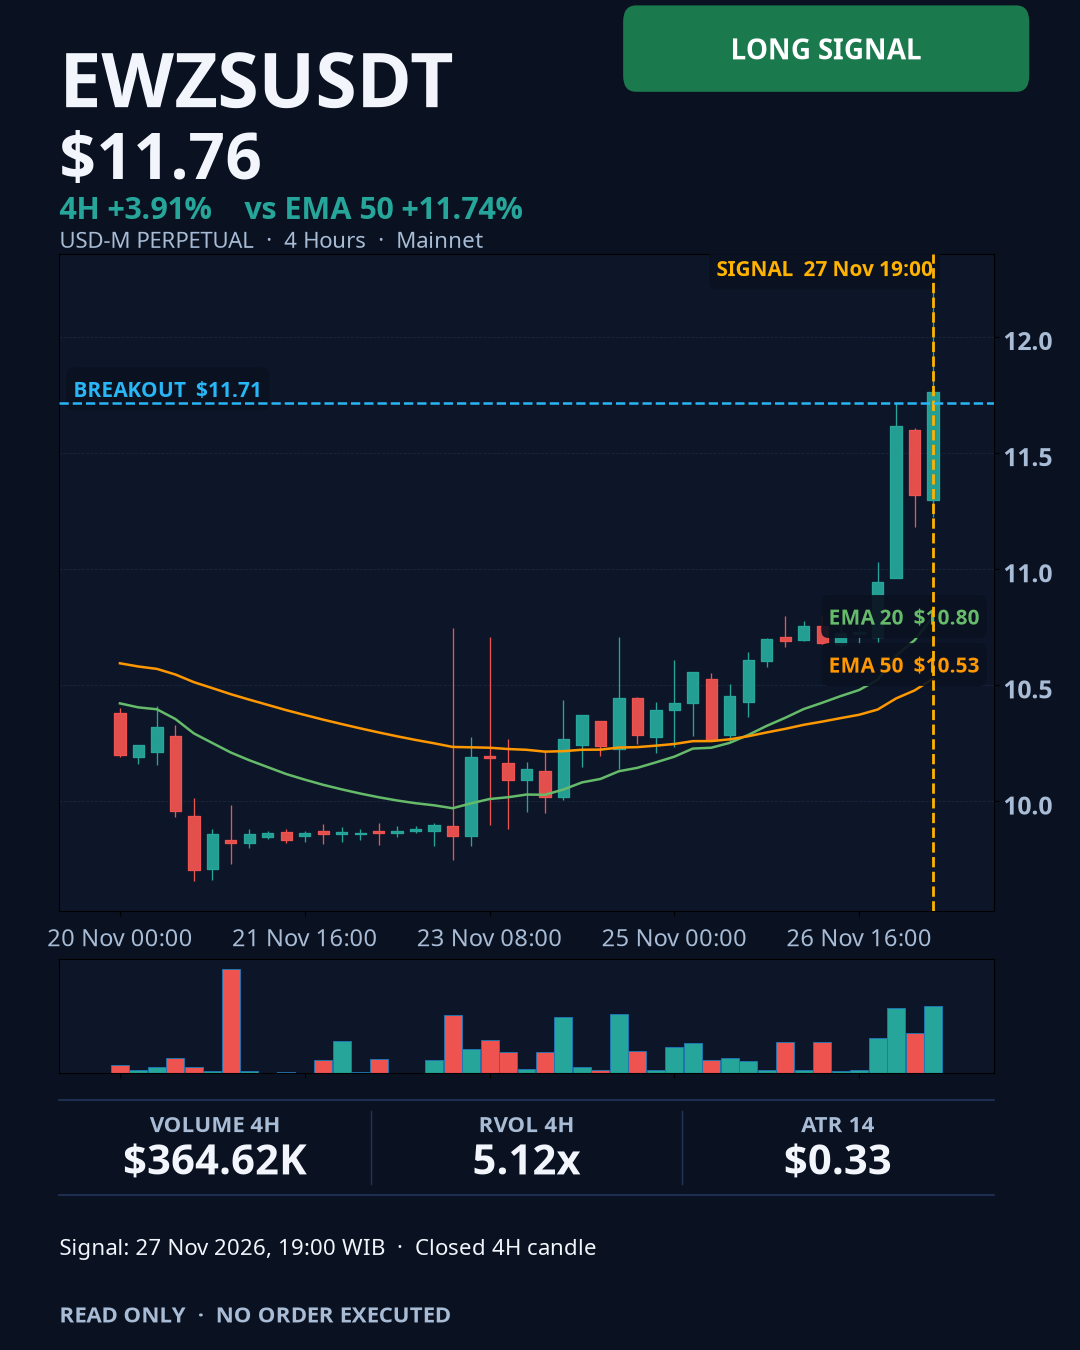 LONG SIGNAL
EWZSUSDT
$11.76
4H +3.91% vs EMA 50 +11.74%
USD-M PERPETUAL · 4 Hours · Mainnet
SIGNAL 27 Nov 19:00
12.0
BREAKOUT $11.71
11.5
11.0
EMA 20 $10.80
EMA 50 $10.53
10.5
10.0
20 Nov 00:00 21 Nov 16:00 23 Nov 08:00 25 Nov 00:00 26 Nov 16:00
VOLUME 4H RVOL 4H ATR 14
$364.62K 5.12x $0.33
Signal: 27 Nov 2026, 19:00 WIB · Closed 4H candle
READ ONLY · NO ORDER EXECUTED